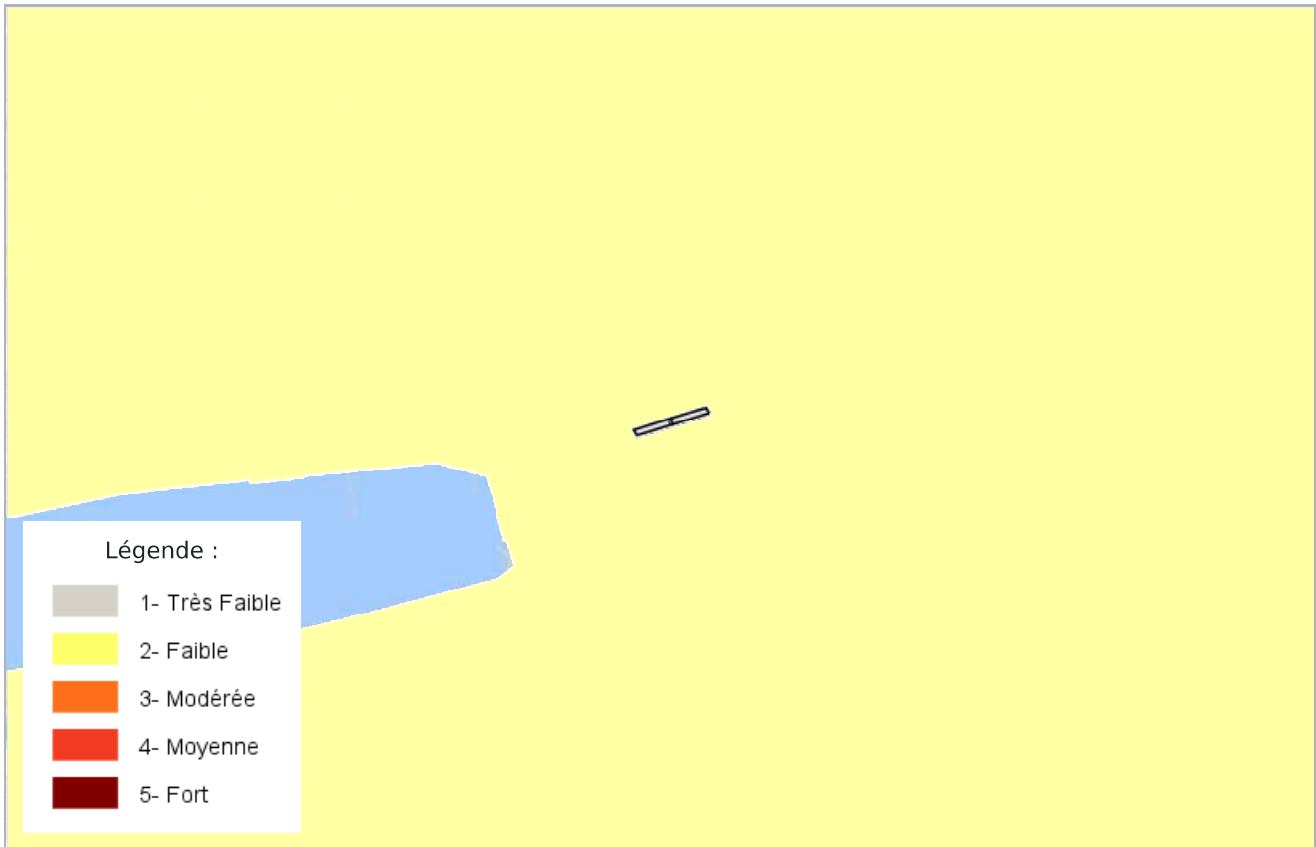 Légende :
1- Très Faible
2- Faible
3- Modérée
4- Moyenne
5- Fort